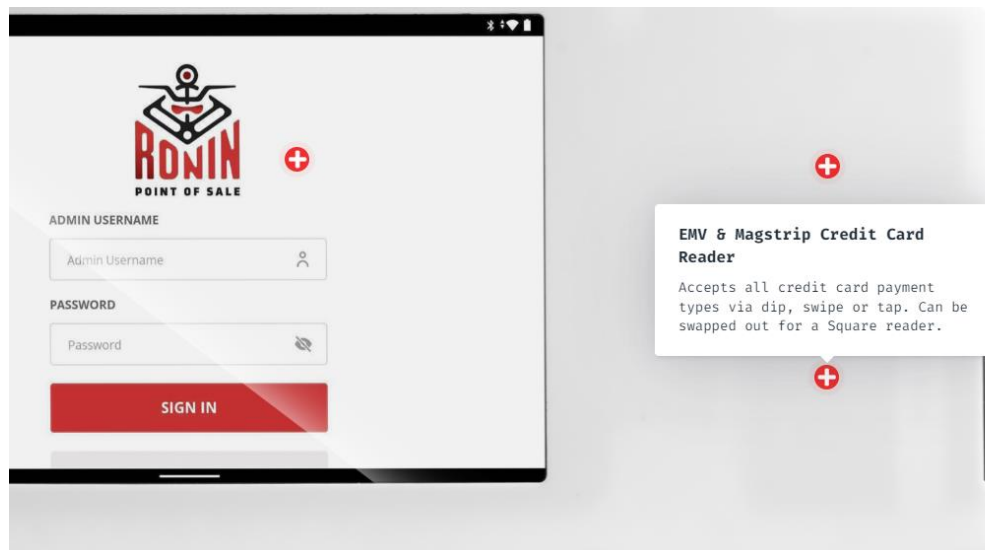 RONIN
POINT OF SALE
ADMIN USERNAME
Admin Username
PASSWORD
Password
SIGN IN
EMV & Magstrip Credit Card
Reader
Accepts all credit card payment
types via dip, swipe or tap. Can be
swapped out for a Square reader.